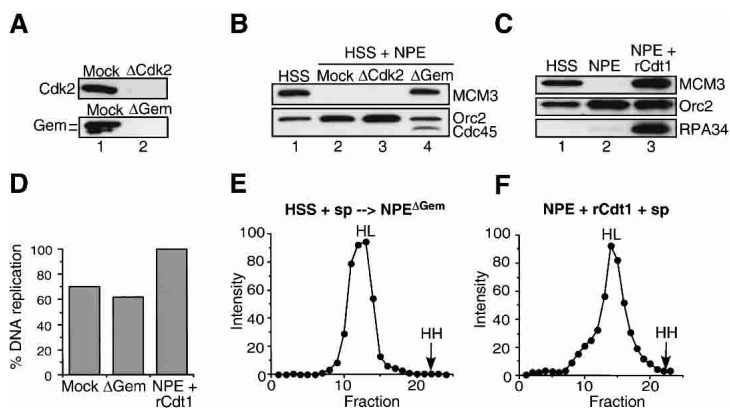 A
Mock ΔCdk2
Cdk2
Mock ΔGem
Gem
1 2
B
HSS + NPE
HSS Mock ΔCdk2 ΔGem
MCM3
Orc2
Cdc45
1 2 3 4
C
NPE +
HSS NPE rCdt1
MCM3
Orc2
RPA34
1 2 3
D
% DNA replication
100
80
60
40
20
0
Mock ΔGem NPE +
rCdt1
E
HSS + sp --> NPEΔGem
HL
HH
Intensity
100
80
60
40
20
0
0 10 20
Fraction
F
NPE + rCdt1 + sp
HL
HH
Intensity
100
80
60
40
20
0
0 10 20
Fraction